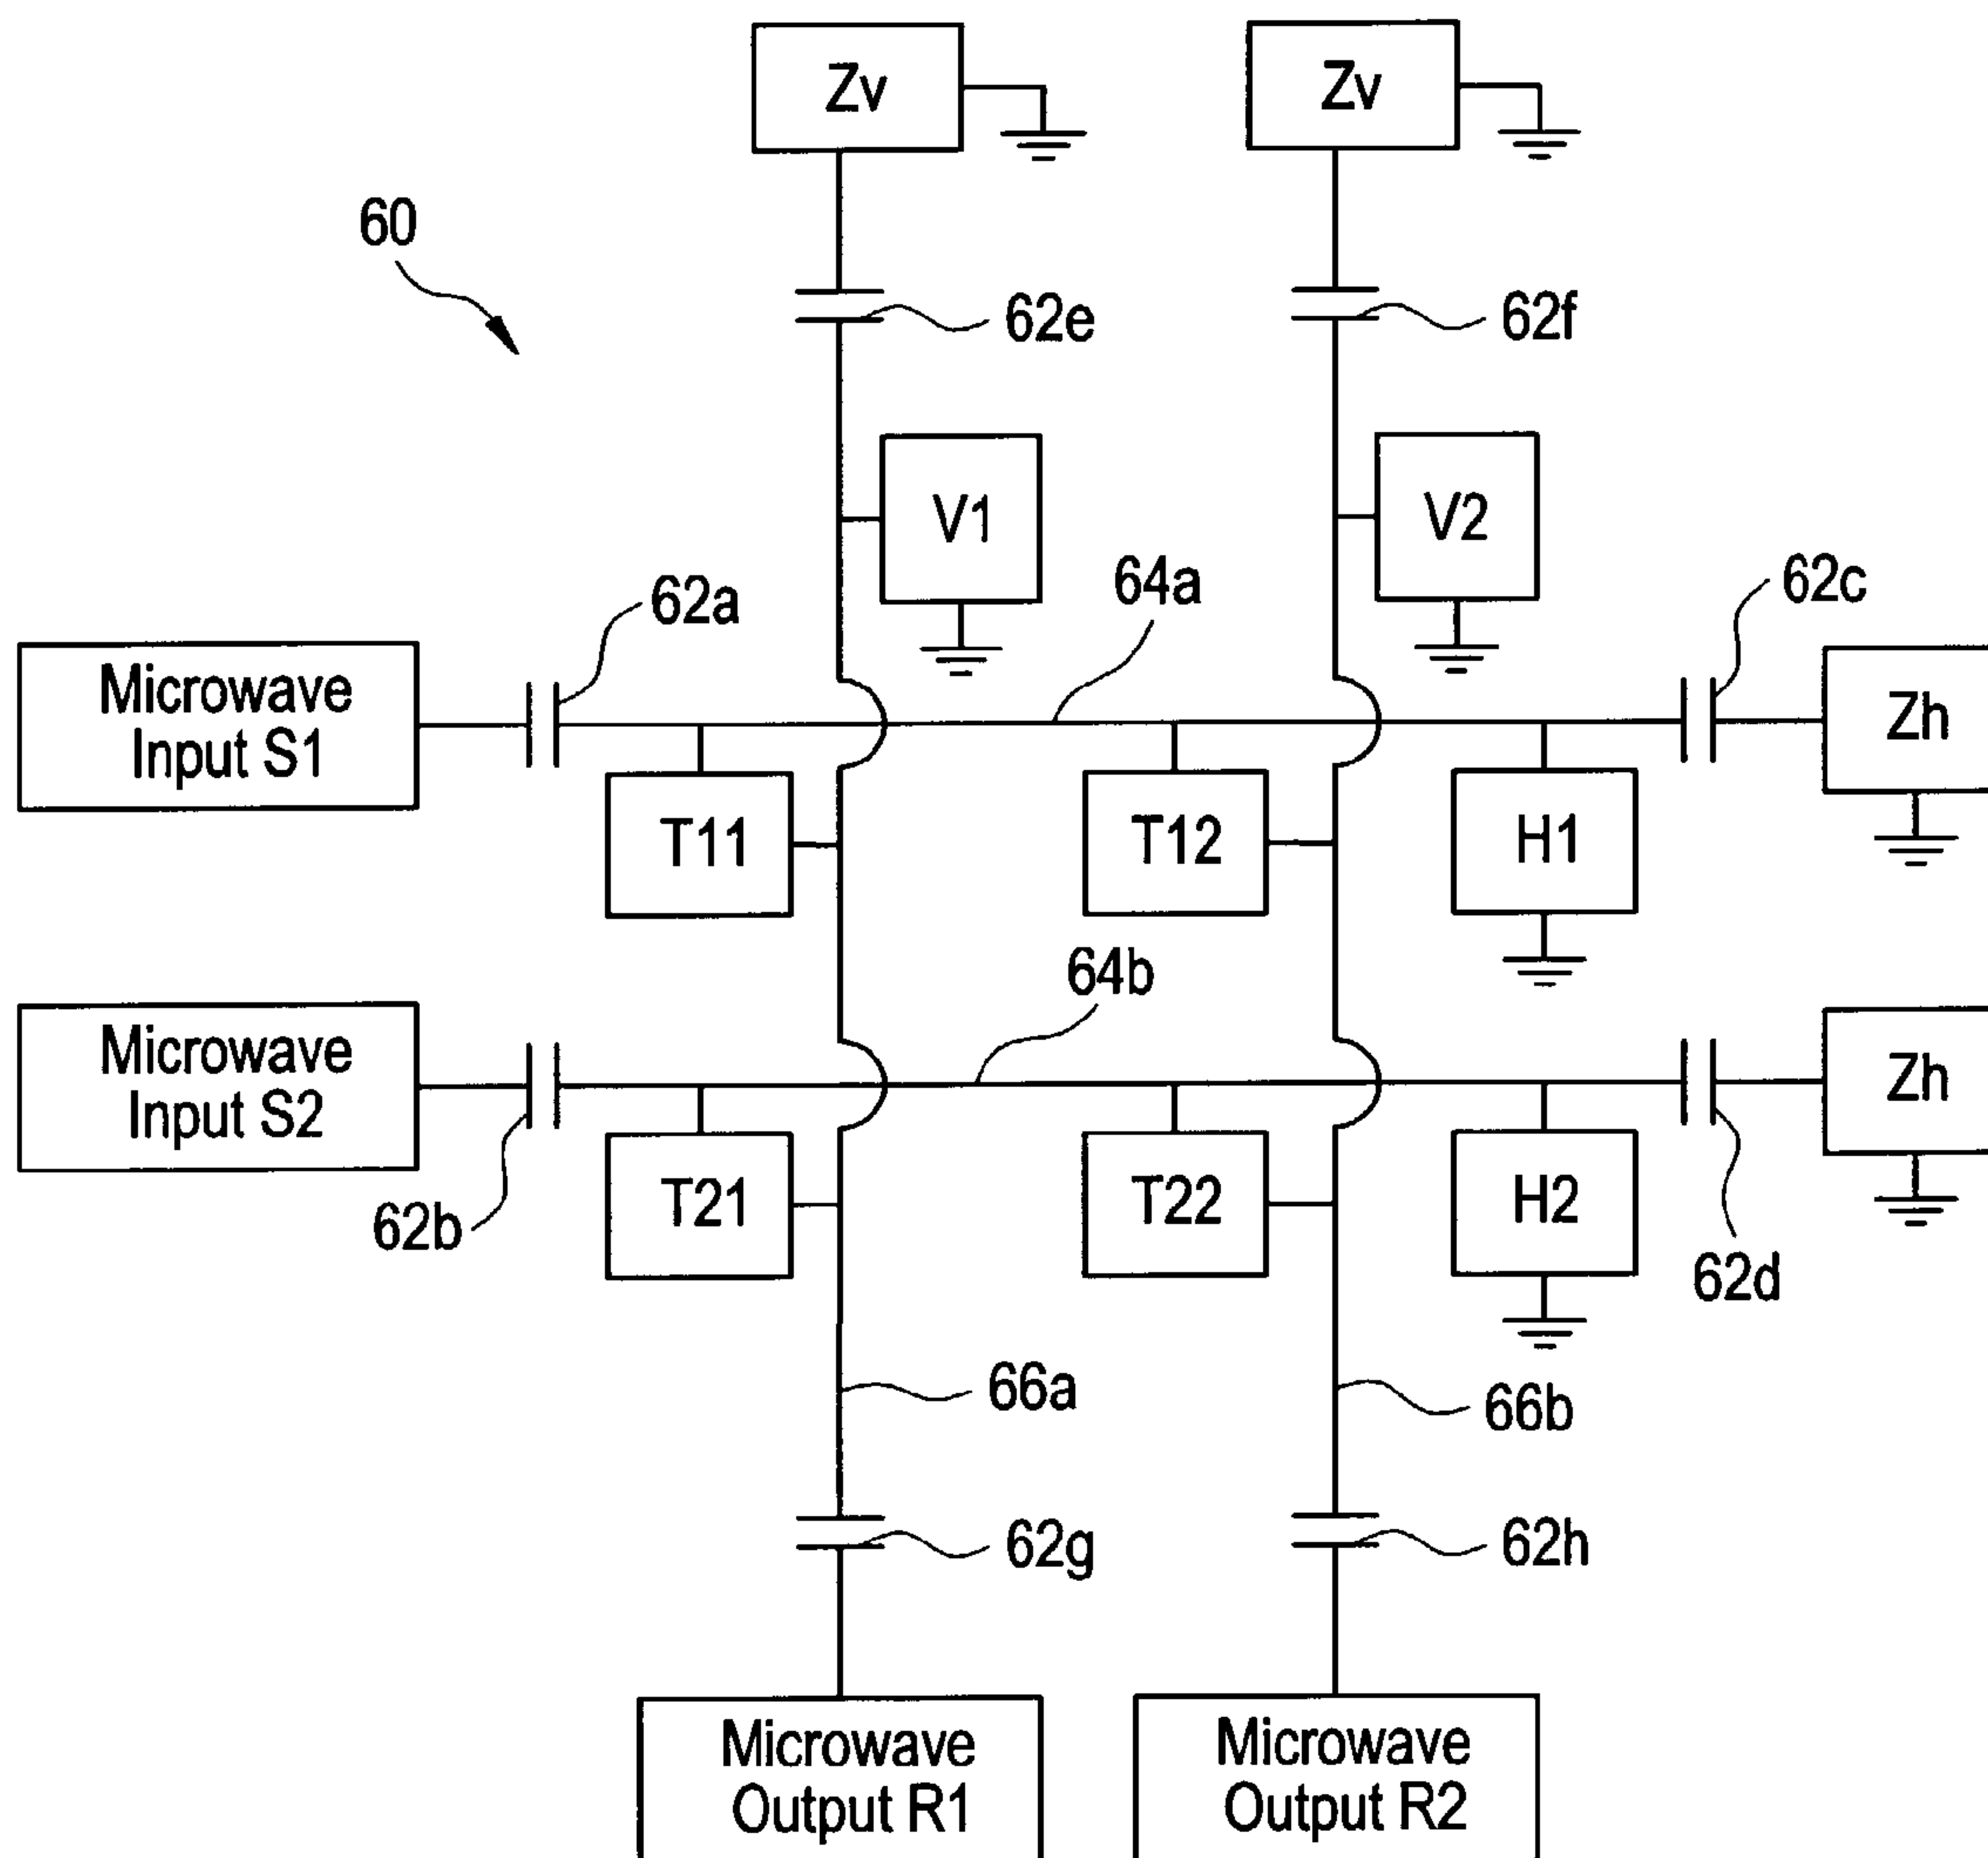 Zv
Zv
60
62e
62f
V1
V2
62a
64a
62c
Microwave
Input S1
Zh
T11
T12
H1
64b
Microwave
Input S2
Zh
62b
T21
T22
H2
62d
66a
66b
62g
62h
Microwave
Output R1
Microwave
Output R2